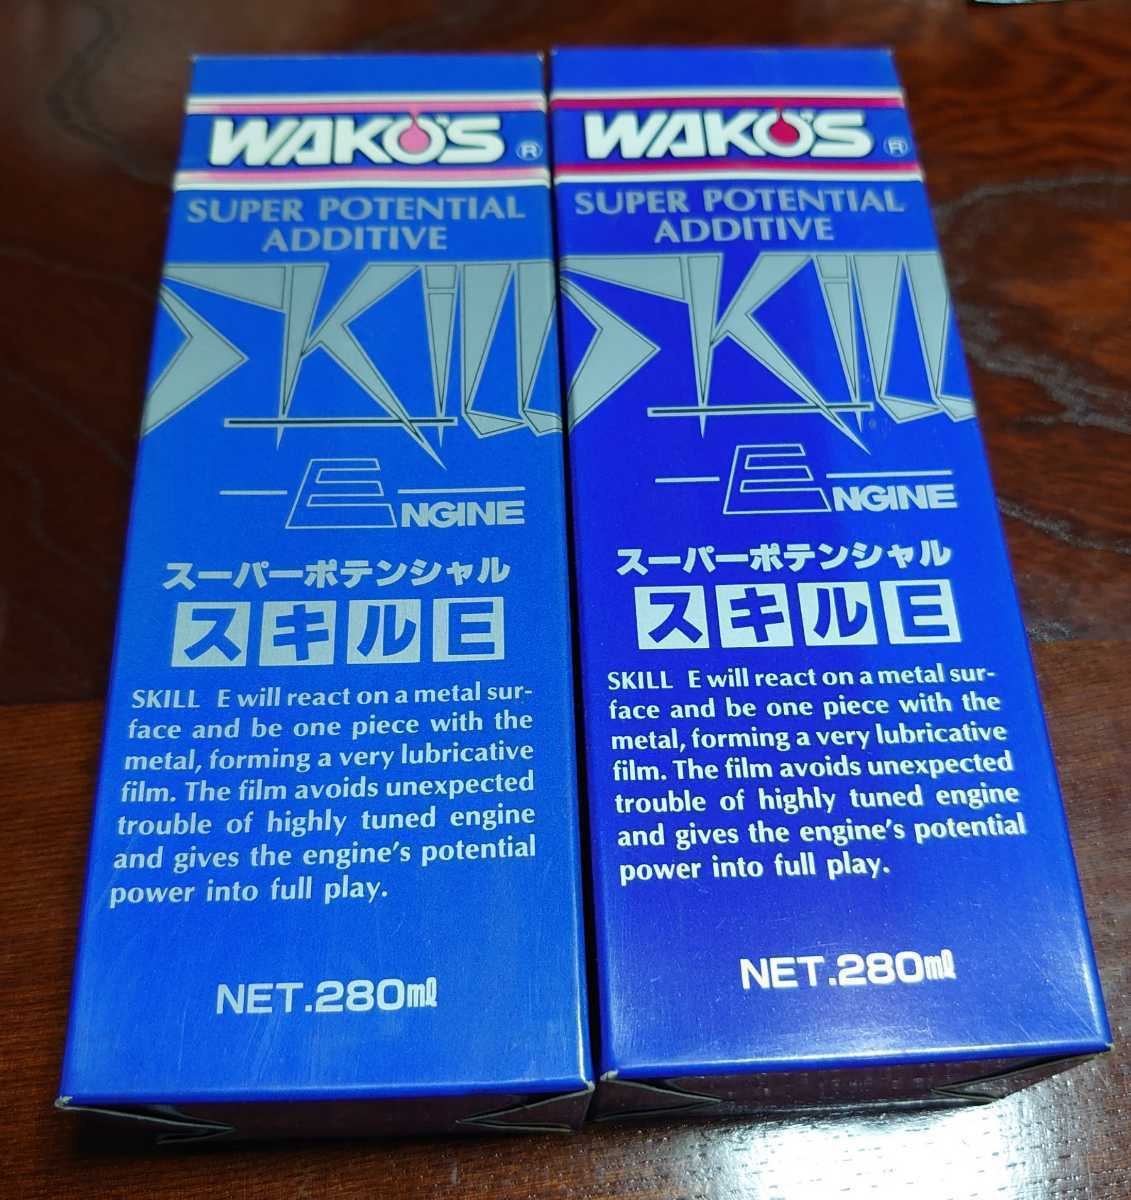 WAKO'S ®
SUPER POTENTIAL
ADDITIVE
SKILL
ENGINE
スーパーポテンシャル
スキルE
SKILL E will react on a metal sur-
face and be one piece with the
metal, forming a very lubricative
film. The film avoids unexpected
trouble of highly tuned engine
and gives the engine's potential
power into full play.
NET.280ml
WAKO'S ®
SUPER POTENTIAL
ADDITIVE
SKILL
ENGINE
スーパーポテンシャル
スキルE
SKILL E will react on a metal sur-
face and be one piece with the
metal, forming a very lubricative
film. The film avoids unexpected
trouble of highly tuned engine
and gives the engine's potential
power into full play.
NET.280ml